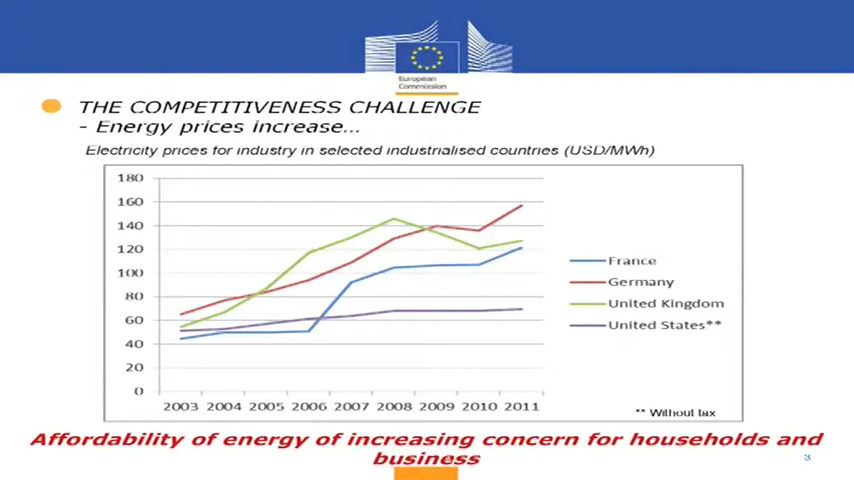 European
Commission
THE COMPETITIVENESS CHALLENGE
- Energy prices increase...
Electricity prices for industry in selected industrialised countries (USD/MWh)
180
160
140
120
100
80
60
40
20
0
2003 2004 2005 2006 2007 2008 2009 2010 2011
France
Germany
United Kingdom
United States**
** Without tax
Affordability of energy of increasing concern for households and
business
3